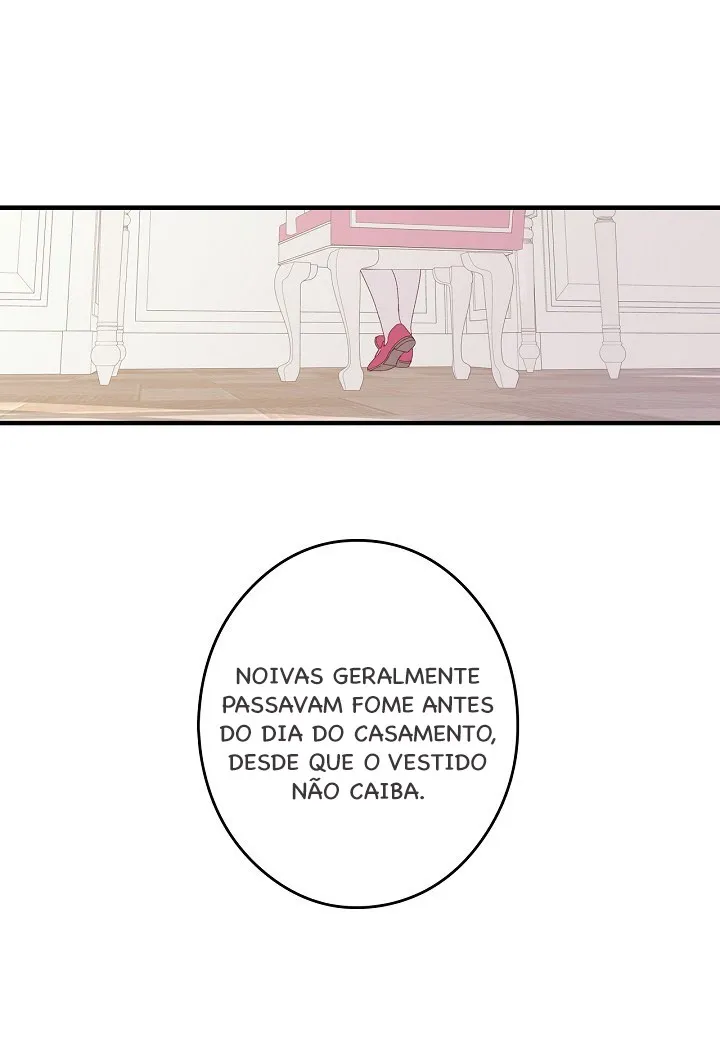 NOIVAS GERALMENTE
PASSAVAM FOME ANTES
DO DIA DO CASAMENTO,
DESDE QUE O VESTIDO
NÃO CAIBA.